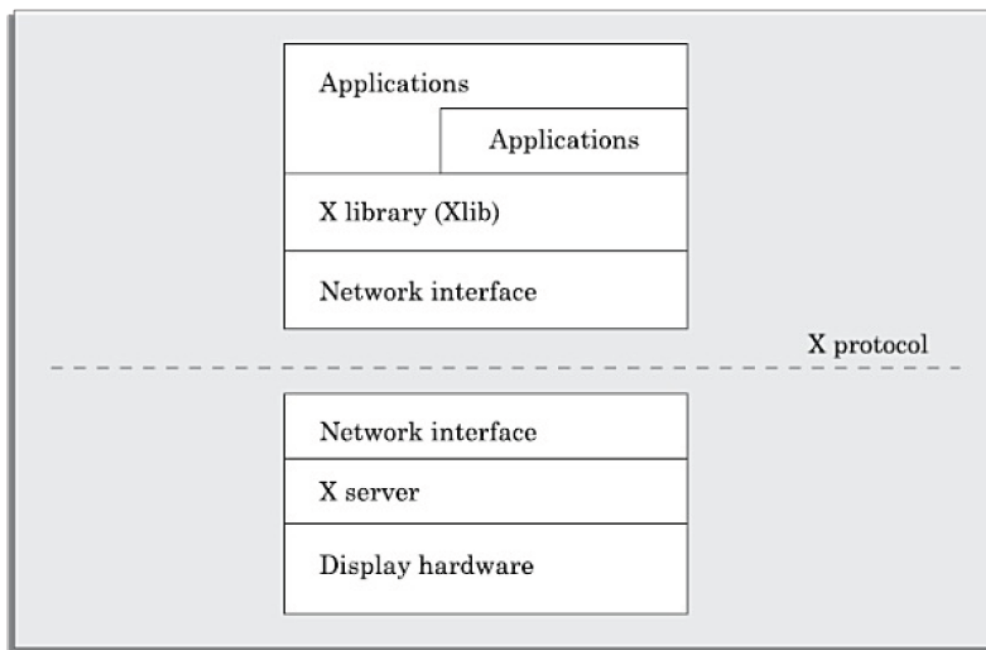 Applications
Applications
X library (Xlib)
Network interface
X protocol
Network interface
X server
Display hardware